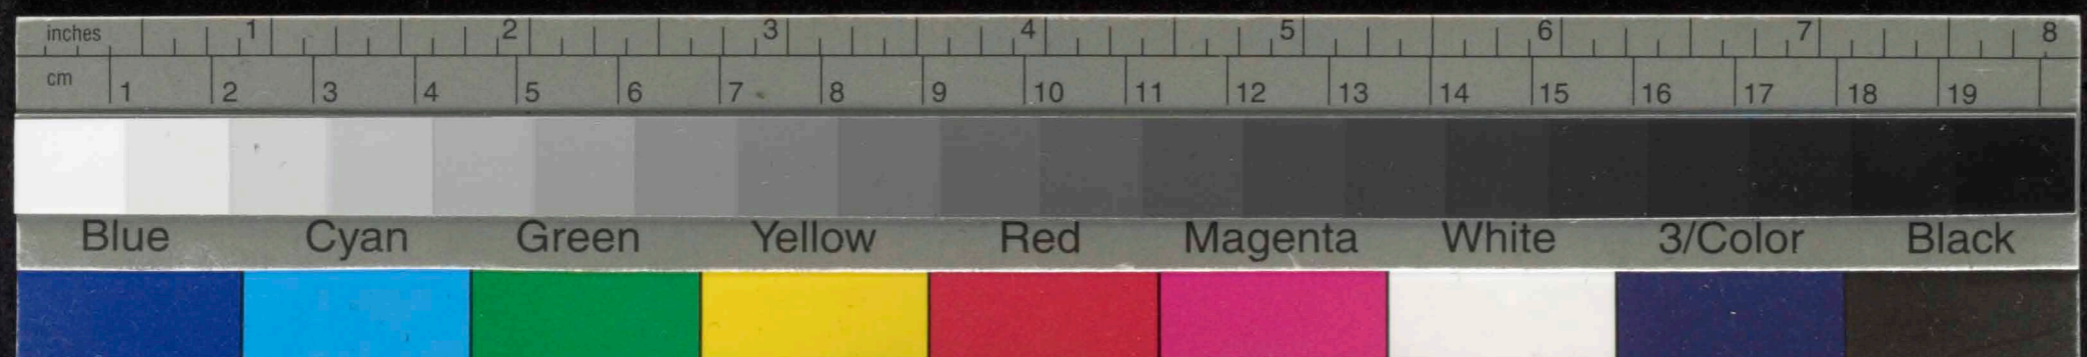 inches 1 2 3 4 5 6 7 8
cm 1 2 3 4 5 6 7 8 9 10 11 12 13 14 15 16 17 18 19
Blue Cyan Green Yellow Red Magenta White 3/Color Black